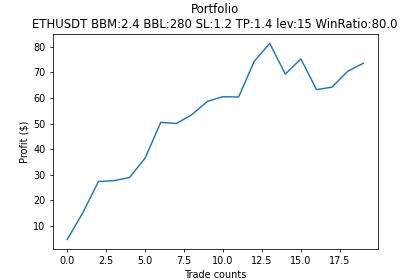 Portfolio
ETHUSDT BBM:2.4 BBL:280 SL:1.2 TP:1.4 lev:15 WinRatio:80.0
80
70
60
50
40
30
20
10
Profit ($)
0.0 2.5 5.0 7.5 10.0 12.5 15.0 17.5
Trade counts